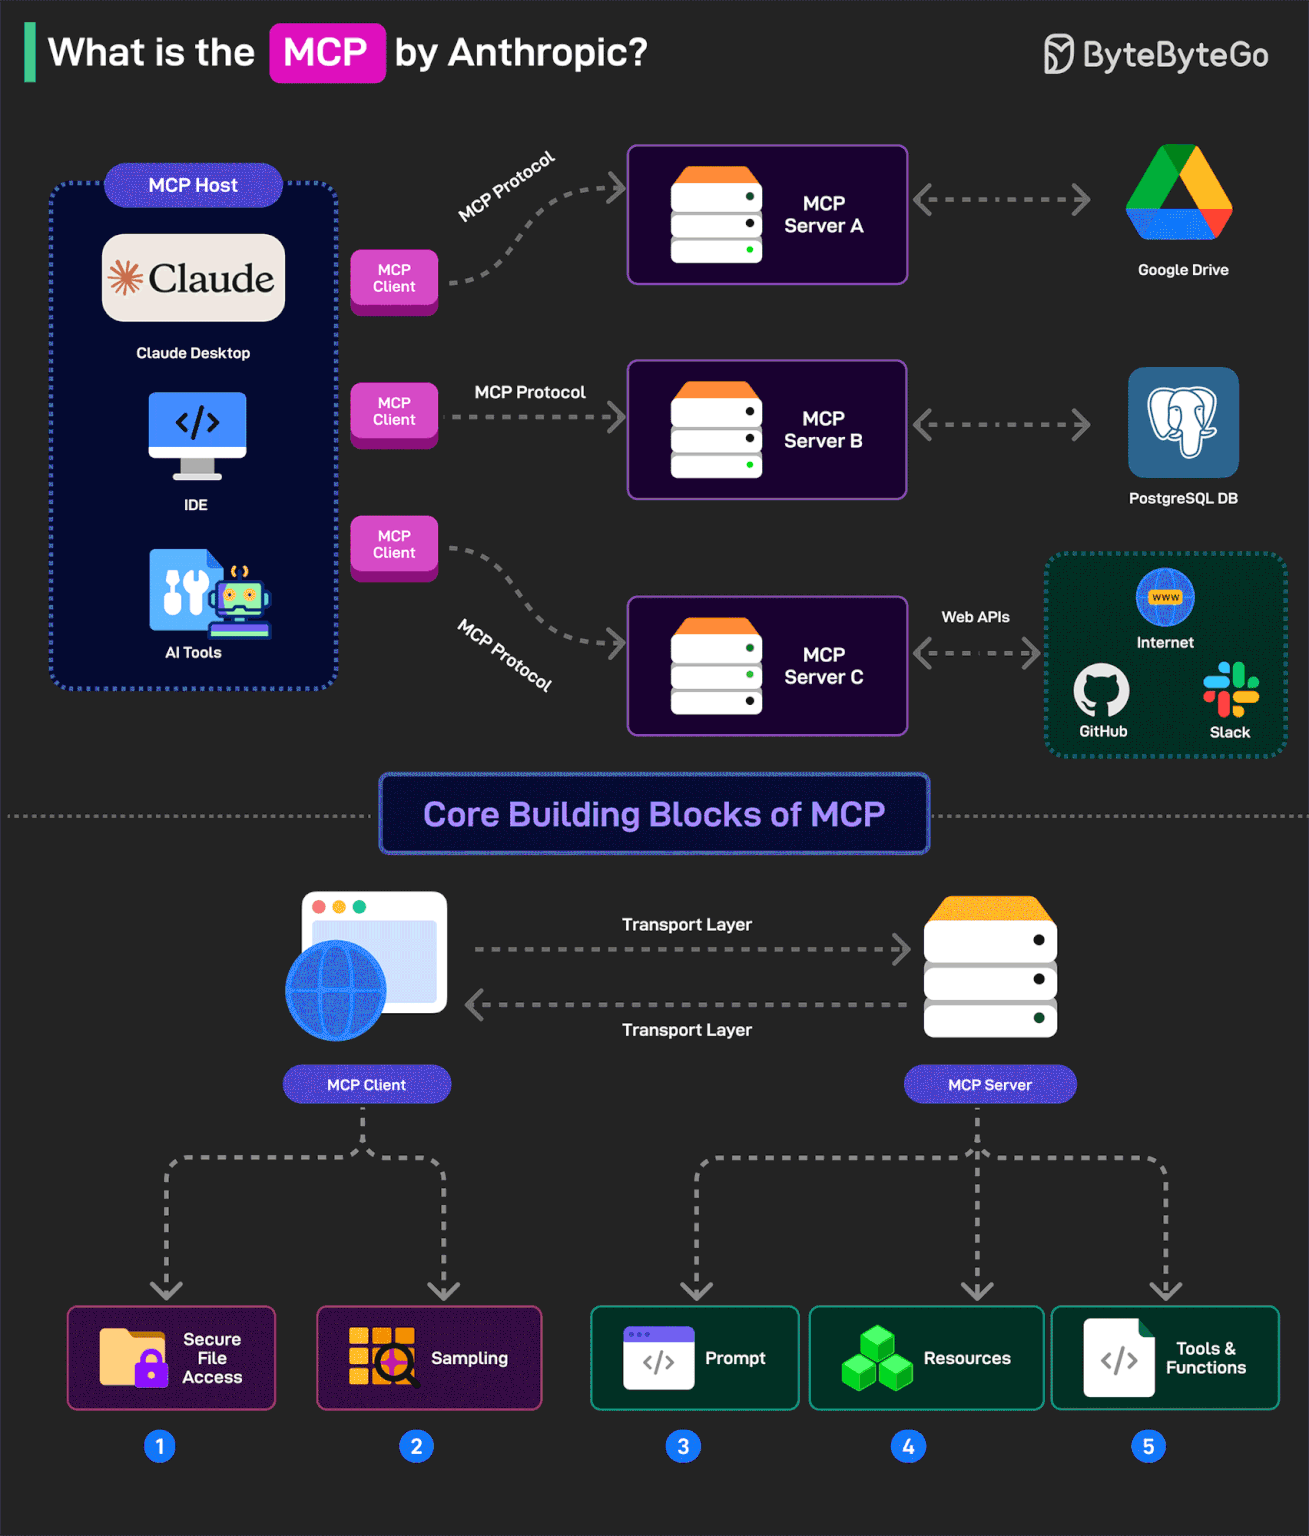 What is the MCP by Anthropic?
ByteByteGo
MCP Host
Claude
Claude Desktop
IDE
AI Tools
MCP
Client
MCP
Client
MCP
Client
MCP Protocol
MCP Protocol
MCP Protocol
MCP
Server A
MCP
Server B
MCP
Server C
Google Drive
PostgreSQL DB
Web APIs
www
Internet
GitHub
Slack
Core Building Blocks of MCP
Transport Layer
Transport Layer
MCP Client
MCP Server
Secure
File
Access
Sampling
Prompt
Resources
Tools &
Functions
1
2
3
4
5